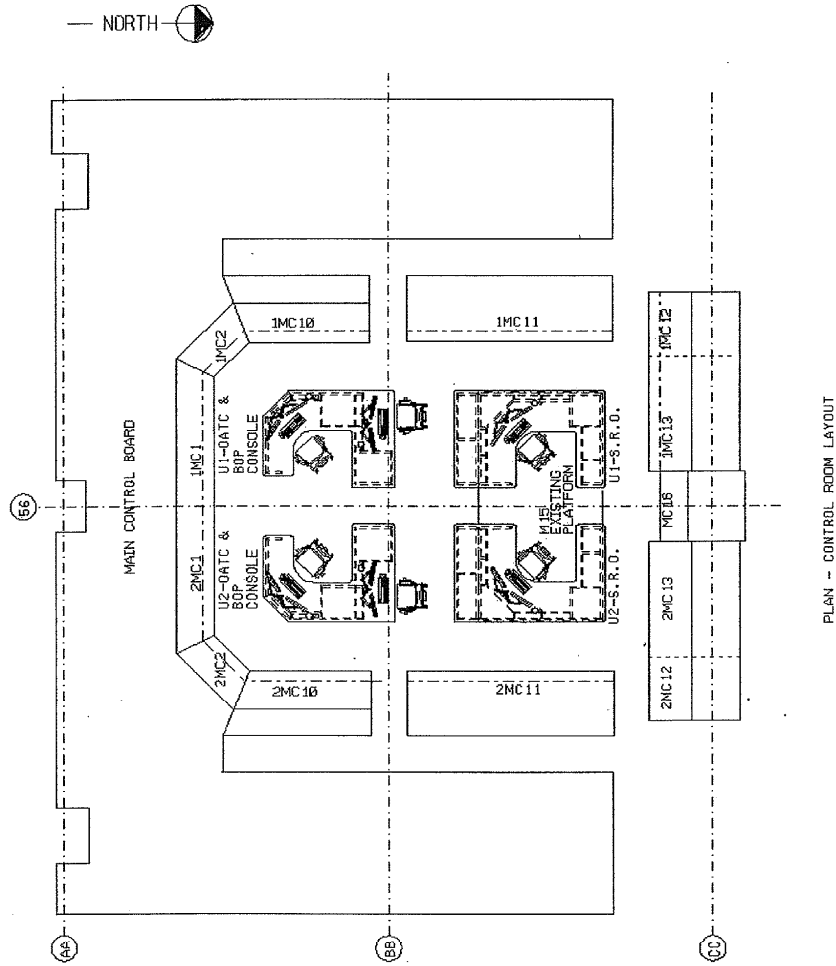 NORTH
56
MAIN CONTROL BOARD
2MC1
1MC1
2MC2
1MC2
U2-OATC &
BOP
CONSOLE
U1-OATC &
BOP
CONSOLE
2MC10
1MC10
2MC11
1MC11
M15
EXISTING
PLATFORM
U2-S.R.O.
U1-S.R.O.
2MC12
2MC13
MC16
1MC13
1MC12
AA
BB
CC
PLAN - CONTROL ROOM LAYOUT